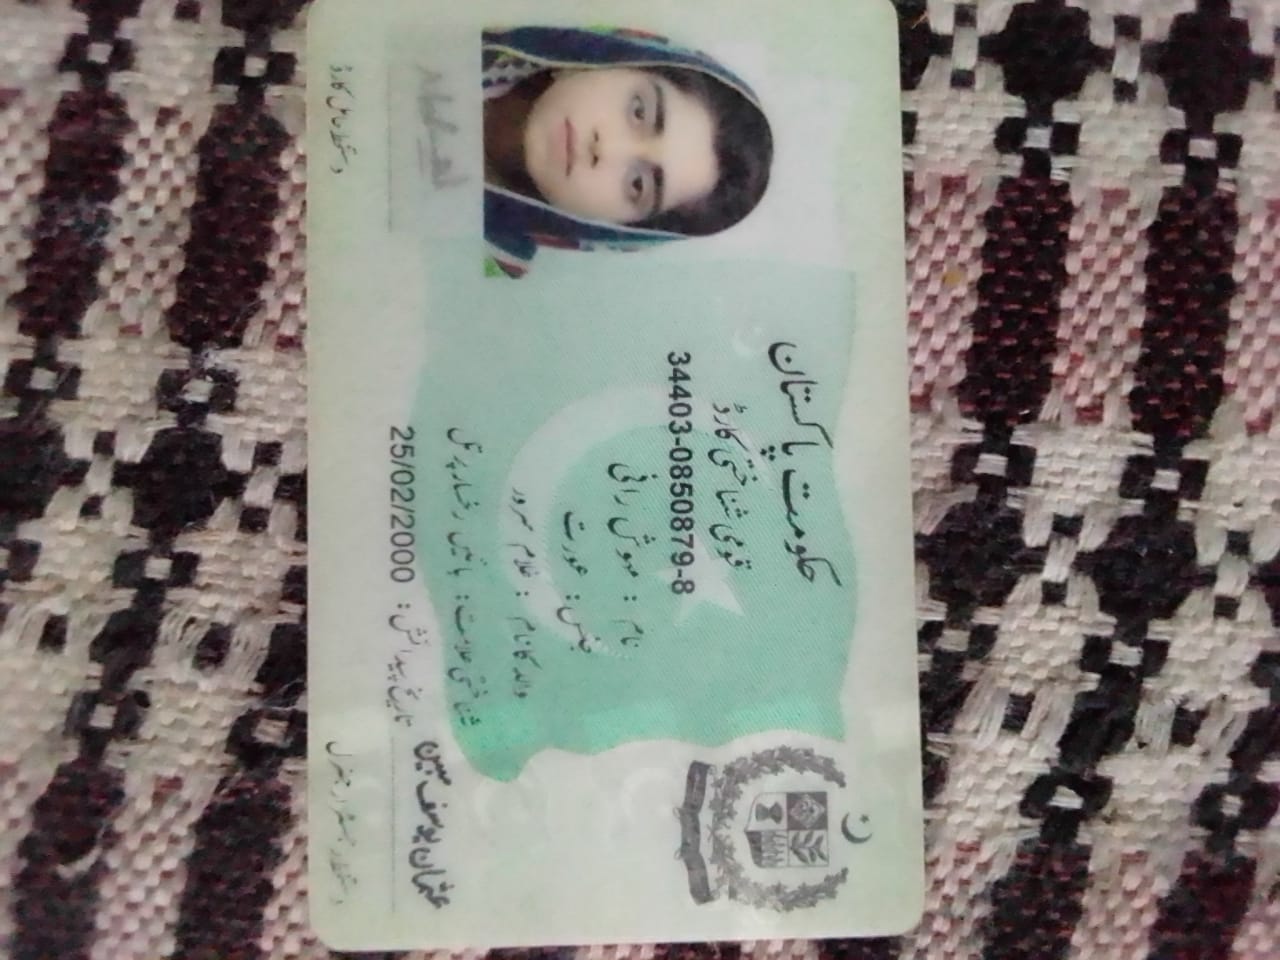 حکومت پاکستان
قومی شناختی کارڈ
34403-0850879-8
نام : مہوش رانی
جنس : عورت
والد کا نام : غلام سرور
شناختی علامت : بائیں رخسار پر تل
تاریخ پیدائش : 25/02/2000
عثمان یوسف مبین
دستخط رجسٹرار جنرل
دستخط حامل کارڈ